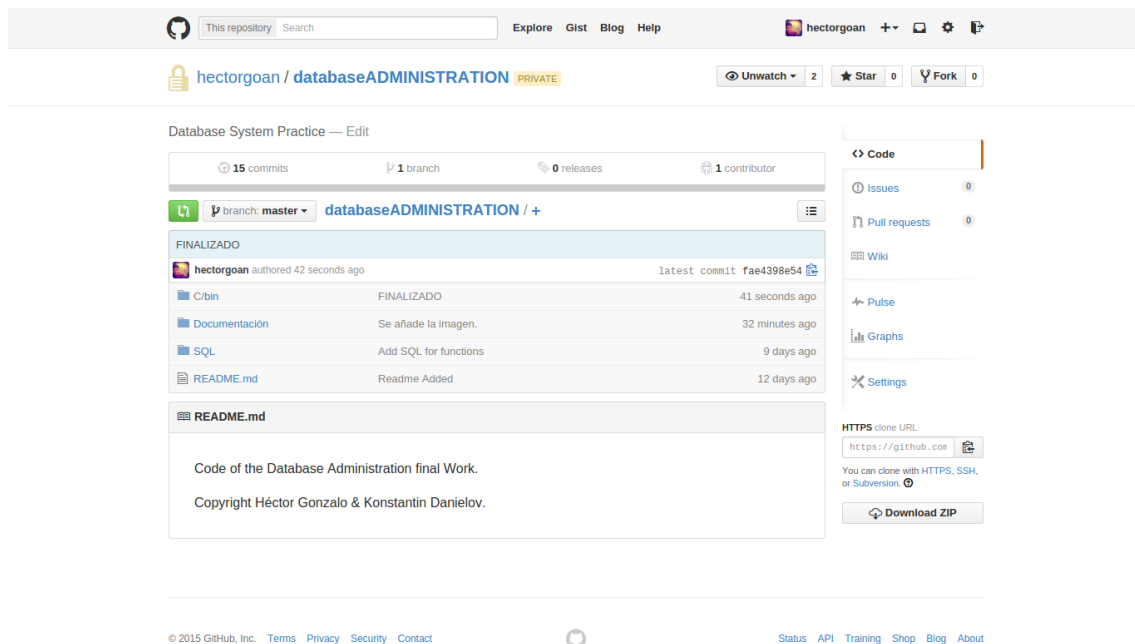 This repository Search Explore Gist Blog Help hectorgoan
hectorgoan / databaseADMINISTRATION PRIVATE Unwatch 2 Star 0 Fork 0
Database System Practice — Edit
15 commits 1 branch 0 releases 1 contributor
branch: master databaseADMINISTRATION / +
FINALIZADO
hectorgoan authored 42 seconds ago latest commit fae4398e54
C/bin FINALIZADO 41 seconds ago
Documentación Se añade la imagen. 32 minutes ago
SQL Add SQL for functions 9 days ago
README.md Readme Added 12 days ago
README.md
Code of the Database Administration final Work.
Copyright Héctor Gonzalo & Konstantin Danielov.
Code
Issues 0
Pull requests 0
Wiki
Pulse
Graphs
Settings
HTTPS clone URL
https://github.com
You can clone with HTTPS, SSH,
or Subversion.
Download ZIP
© 2015 GitHub, Inc. Terms Privacy Security Contact Status API Training Shop Blog About